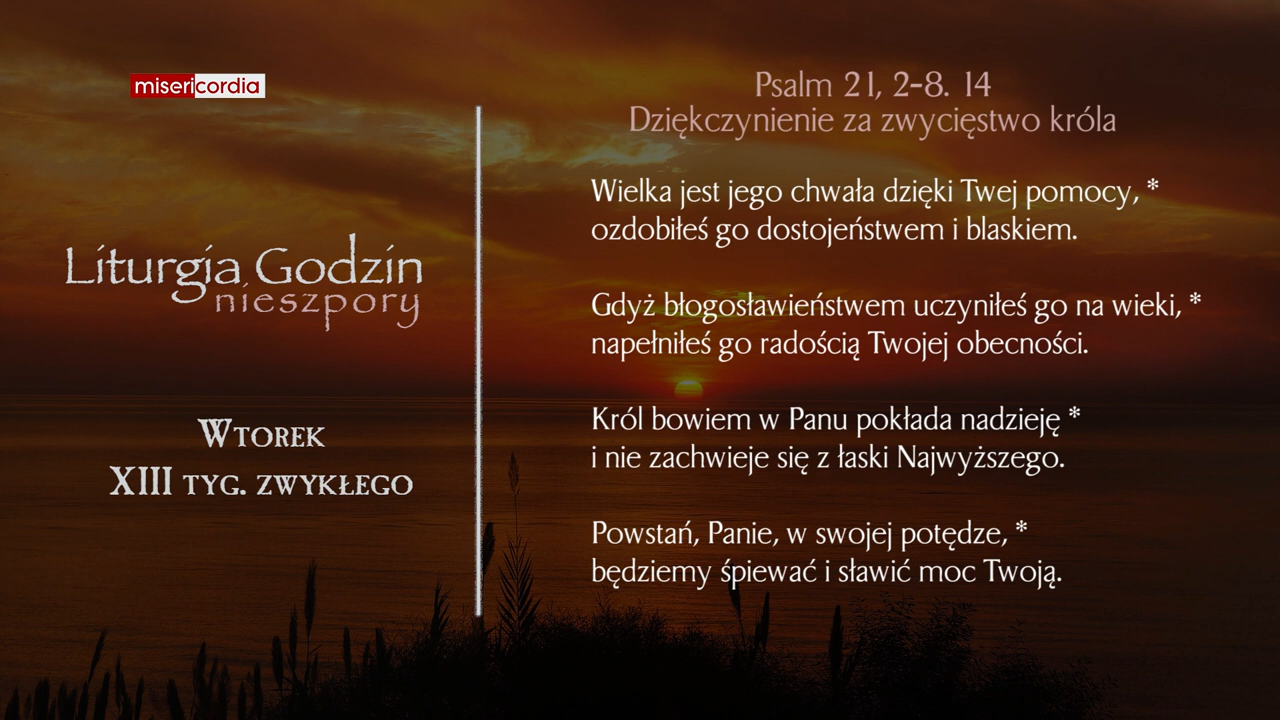 misericordia
Liturgia Godzin
nieszpory
Wtorek
XIII tyg. zwykłego
Psalm 21, 2-8. 14
Dziękczynienie za zwycięstwo króla
Wielka jest jego chwała dzięki Twej pomocy, *
ozdobiłeś go dostojeństwem i blaskiem.
Gdyż błogosławieństwem uczyniłeś go na wieki, *
napełniłeś go radością Twojej obecności.
Król bowiem w Panu pokłada nadzieję *
i nie zachwieje się z łaski Najwyższego.
Powstań, Panie, w swojej potędze, *
będziemy śpiewać i sławić moc Twoją.